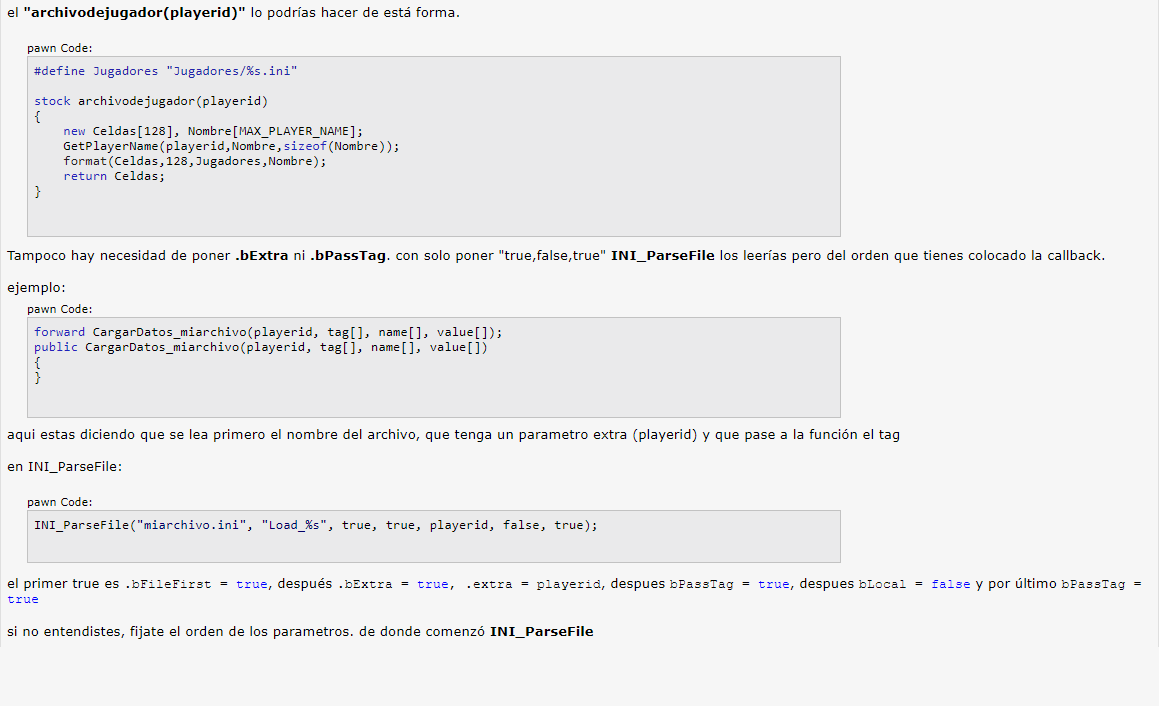 el "archivodejugador(playerid)" lo podrías hacer de está forma.
pawn Code:
#define Jugadores "Jugadores/%s.ini"
stock archivodejugador(playerid)
{
new Celdas[128], Nombre[MAX_PLAYER_NAME];
GetPlayerName(playerid,Nombre,sizeof(Nombre));
format(Celdas,128,Jugadores,Nombre);
return Celdas;
}
Tampoco hay necesidad de poner .bExtra ni .bPassTag. con solo poner "true,false,true" INI_ParseFile los leerías pero del orden que tienes colocado la callback.
ejemplo:
pawn Code:
forward CargarDatos_miarchivo(playerid, tag[], name[], value[]);
public CargarDatos_miarchivo(playerid, tag[], name[], value[])
{
}
aqui estas diciendo que se lea primero el nombre del archivo, que tenga un parametro extra (playerid) y que pase a la función el tag
en INI_ParseFile:
pawn Code:
INI_ParseFile("miarchivo.ini", "Load_%s", true, true, playerid, false, true);
el primer true es .bFileFirst = true, después .bExtra = true, .extra = playerid, despues bPassTag = true, despues bLocal = false y por último bPassTag =
true
si no entendistes, fijate el orden de los parametros. de donde comenzó INI_ParseFile